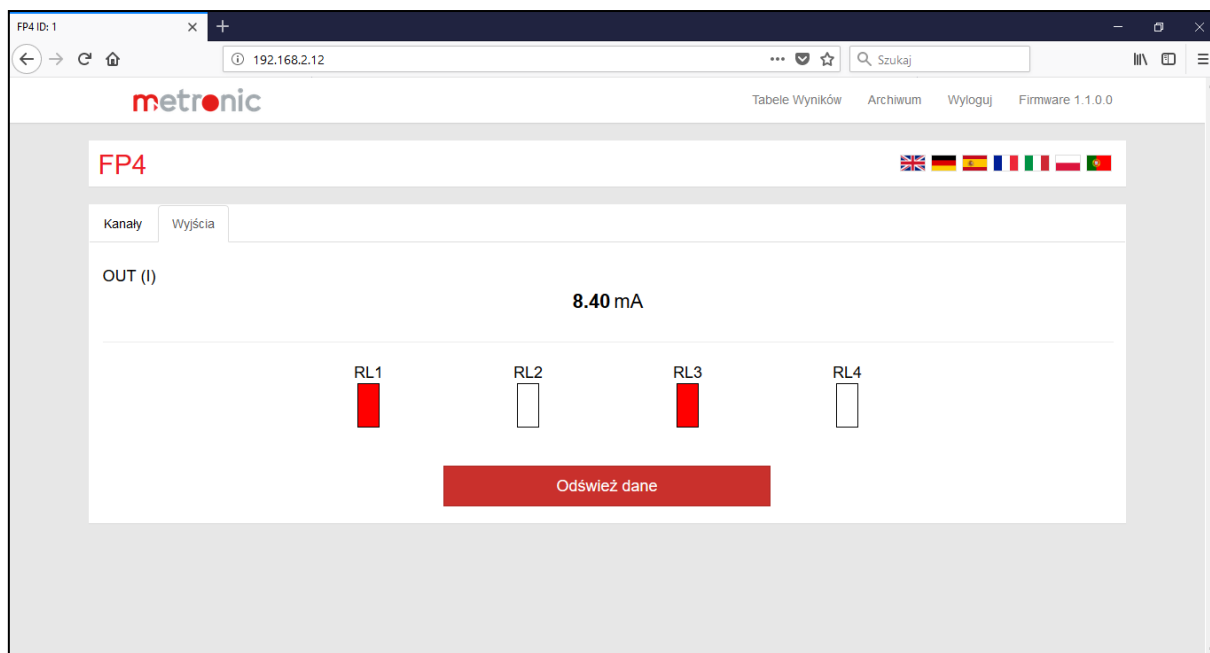 FP4 ID: 1
192.168.2.12
Szukaj
metronic
Tabele Wyników Archiwum Wyloguj Firmware 1.1.0.0
FP4
Kanały Wyjścia
OUT (I)
8.40 mA
RL1 RL2 RL3 RL4
Odśwież dane